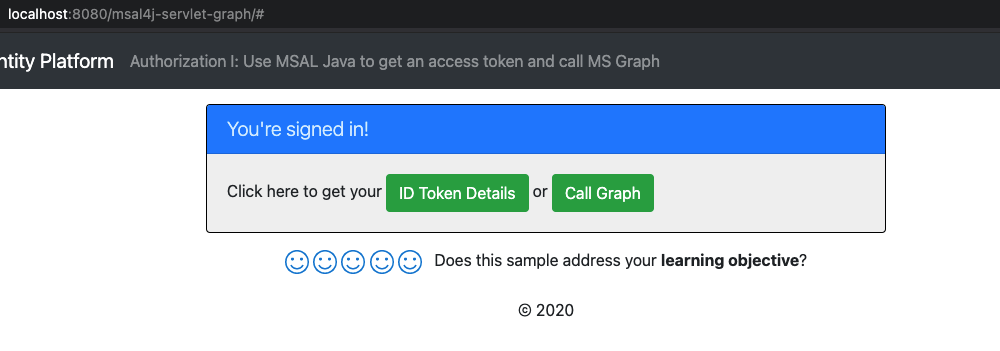 localhost:8080/msal4j-servlet-graph/#
ntity Platform Authorization I: Use MSAL Java to get an access token and call MS Graph
You're signed in!
Click here to get your ID Token Details or Call Graph
Does this sample address your learning objective?
© 2020